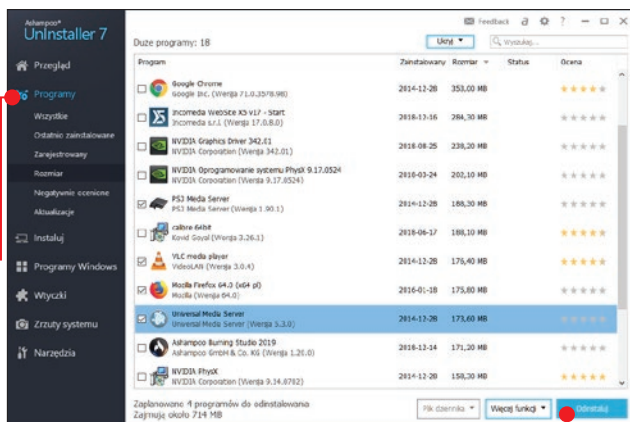 Ashampoo®
UnInstaller 7
Feedback
Duże programy: 18
Ukryj
Wyszukaj...
Przegląd
Programy
Wszystkie
Ostatnio zainstalowane
Zarejestrowany
Rozmiar
Negatywnie ocenione
Aktualizacje
Instaluj
Programy Windows
Wtyczki
Zrzuty systemu
Narzędzia
Program Zainstalowany Rozmiar Status Ocena
Google Chrome
Google Inc. (Wersja 71.0.3578.98) 2014-12-28 353,00 MB
Incomedia WebSite X5 v17 - Start
Incomedia s.r.l. (Wersja 17.0.8.0) 2018-12-16 284,30 MB
NVIDIA Graphics Driver 342.01
NVIDIA Corporation (Wersja 342.01) 2018-08-25 238,20 MB
NVIDIA Oprogramowanie systemu PhysX 9.17.0524
NVIDIA Corporation (Wersja 9.17.0524) 2018-03-24 202,10 MB
PS3 Media Server
PS3 Media Server (Wersja 1.90.1) 2014-12-28 188,30 MB
calibre 64bit
Kovid Goyal (Wersja 3.26.1) 2018-06-17 188,10 MB
VLC media player
VideoLAN (Wersja 3.0.4) 2014-12-28 176,40 MB
Mozilla Firefox 64.0 (x64 pl)
Mozilla (Wersja 64.0) 2016-01-18 175,80 MB
Universal Media Server
Universal Media Server (Wersja 5.3.0) 2014-12-28 173,60 MB
Ashampoo Burning Studio 2019
Ashampoo GmbH & Co. KG (Wersja 1.20.0) 2018-12-14 171,20 MB
NVIDIA PhysX
NVIDIA Corporation (Wersja 9.14.0702) 2014-12-28 158,30 MB
Zaplanowano 4 programów do odinstalowania
Zajmują około 714 MB
Plik dziennika
Więcej funkcji
Odinstaluj